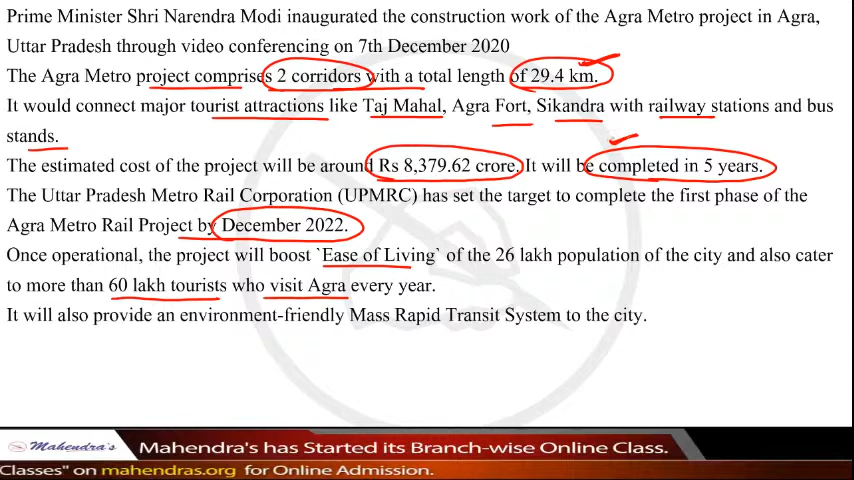 Prime Minister Shri Narendra Modi inaugurated the construction work of the Agra Metro project in Agra,
Uttar Pradesh through video conferencing on 7th December 2020
The Agra Metro project comprises 2 corridors with a total length of 29.4 km.
It would connect major tourist attractions like Taj Mahal, Agra Fort, Sikandra with railway stations and bus
stands.
The estimated cost of the project will be around Rs 8,379.62 crore. It will be completed in 5 years.
The Uttar Pradesh Metro Rail Corporation (UPMRC) has set the target to complete the first phase of the
Agra Metro Rail Project by December 2022.
Once operational, the project will boost `Ease of Living` of the 26 lakh population of the city and also cater
to more than 60 lakh tourists who visit Agra every year.
It will also provide an environment-friendly Mass Rapid Transit System to the city.
Mahendra's Mahendra's has Started its Branch-wise Online Class.
Classes" on mahendras.org for Online Admission.